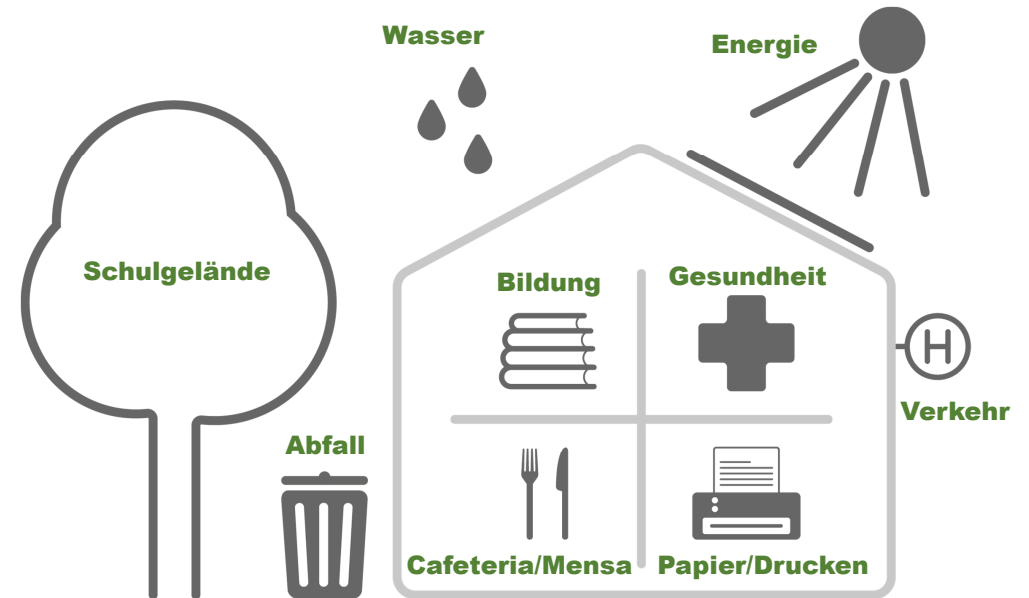 Wasser
Energie
Schulgelände
Bildung
Gesundheit
H
Verkehr
Abfall
Cafeteria/Mensa
Papier/Drucken